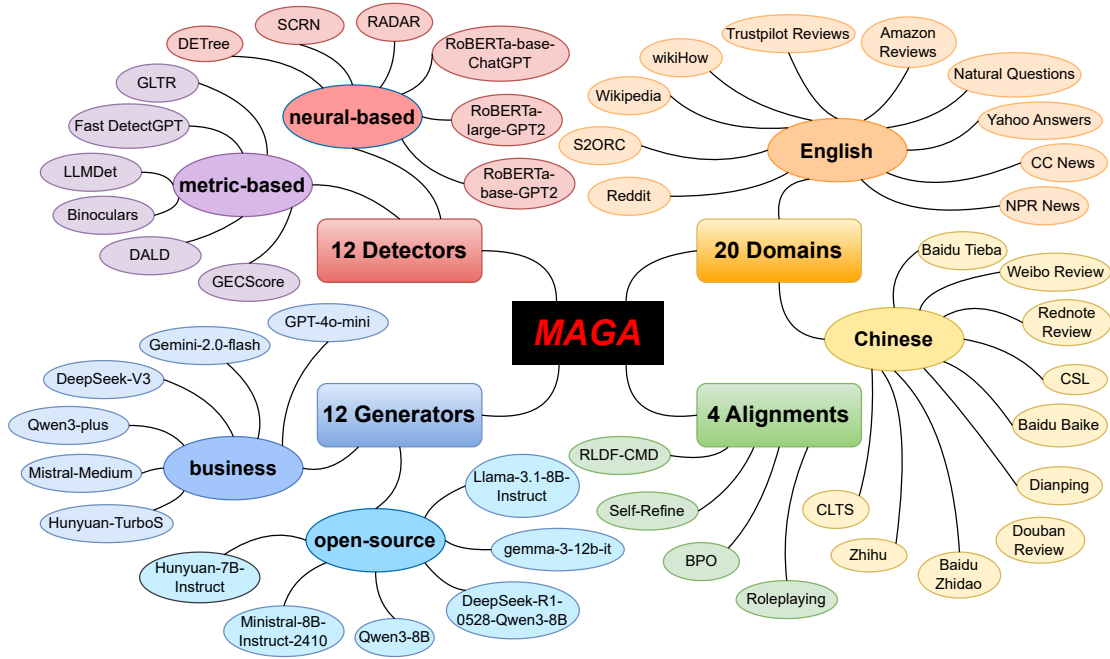 SCRN
RADAR
DETree
RoBERTa-base-
ChatGPT
GLTR
neural-based
RoBERTa-
large-GPT2
Fast DetectGPT
RoBERTa-
base-GPT2
LLMDet
metric-based
Binoculars
DALD
GECScore
12 Detectors
Trustpilot Reviews
Amazon
Reviews
wikiHow
Natural Questions
Wikipedia
Yahoo Answers
S2ORC
English
CC News
Reddit
NPR News
20 Domains
Baidu Tieba
Weibo Review
Rednote
Review
Chinese
CSL
Baidu Baike
Dianping
Douban
Review
Baidu
Zhidao
Zhihu
CLTS
MAGA
GPT-4o-mini
Gemini-2.0-flash
DeepSeek-V3
Qwen3-plus
12 Generators
business
Mistral-Medium
Hunyuan-TurboS
Llama-3.1-8B-
Instruct
open-source
gemma-3-12b-it
Hunyuan-7B-
Instruct
DeepSeek-R1-
0528-Qwen3-8B
Ministral-8B-
Instruct-2410
Qwen3-8B
4 Alignments
RLDF-CMD
Self-Refine
BPO
Roleplaying